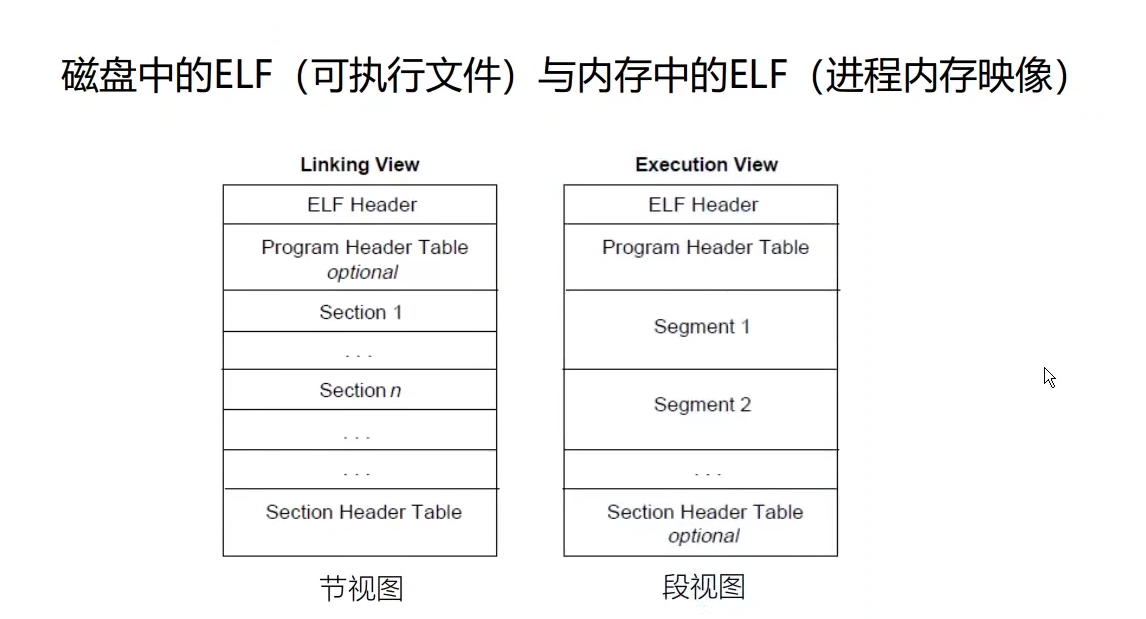 磁盘中的ELF（可执行文件）与内存中的ELF（进程内存映像）
Linking View
ELF Header
Program Header Table
optional
Section 1
. . .
Section n
. . .
. . .
Section Header Table
节视图
Execution View
ELF Header
Program Header Table
Segment 1
Segment 2
. . .
Section Header Table
optional
段视图